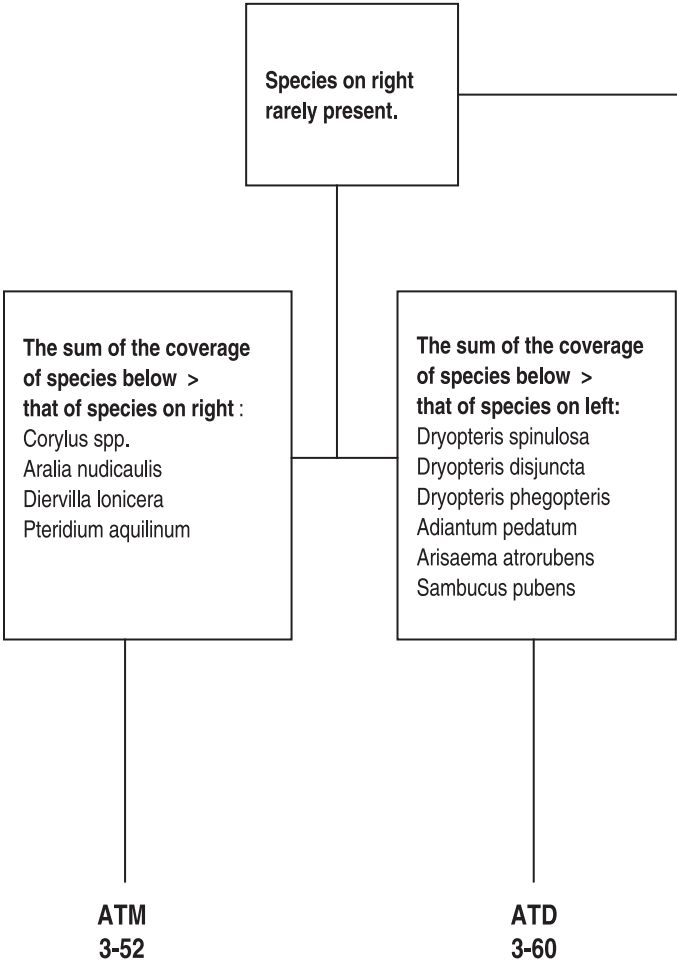 Species on right
rarely present.
The sum of the coverage
of species below >
that of species on right :
Corylus spp.
Aralia nudicaulis
Diervilla lonicera
Pteridium aquilinum
The sum of the coverage
of species below >
that of species on left:
Dryopteris spinulosa
Dryopteris disjuncta
Dryopteris phegopteris
Adiantum pedatum
Arisaema atrorubens
Sambucus pubens
ATM
3-52
ATD
3-60